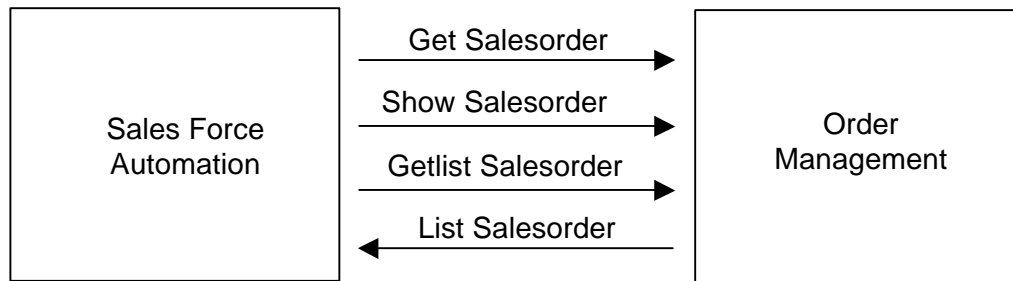 Sales Force
Automation
Get Salesorder
Show Salesorder
Getlist Salesorder
List Salesorder
Order
Management